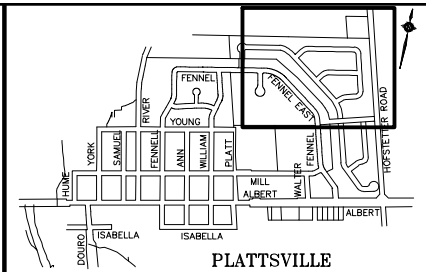 FENNEL
FENNEL EAST
HOFSTETTER ROAD
RIVER
YOUNG
YORK
SAMUEL
FENNELL
ANN
WILLIAM
PLATT
FENNEL
WALTER
HUME
MILL
ALBERT
ALBERT
ISABELLA
ISABELLA
DOURO
PLATTSVILLE